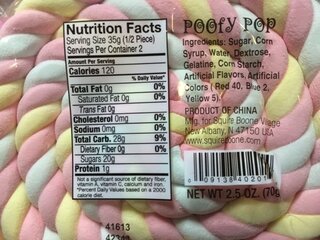 Nutrition Facts
Serving Size 35g (1/2 Piece)
Servings Per Container 2
Amount Per Serving
Calories 120
% Daily Value*
Total Fat 0g 0%
Saturated Fat 0g 0%
Trans Fat 0g
Cholesterol 0mg 0%
Sodium 0mg 0%
Total Carb. 28g 9%
Dietary Fiber 0g 0%
Sugars 20g
Protein 1g
Not a significant source of dietary fiber,
vitamin A, vitamin C, calcium and iron.
*Percent Daily Values based on a 2000
calorie diet.
POOFY POP
Ingredients: Sugar, Corn
Syrup, Water, Dextrose,
Gelatine, Corn Starch,
Artificial Flavors, Artificial
Colors ( Red 40, Blue 2,
Yellow 5).
PRODUCT OF CHINA
Mfg. for Squire Boone Village
New Albany, IN 47150 USA
www.squireboone.com
0 09138 40201
NET WT 2.5 OZ. (70g
41613